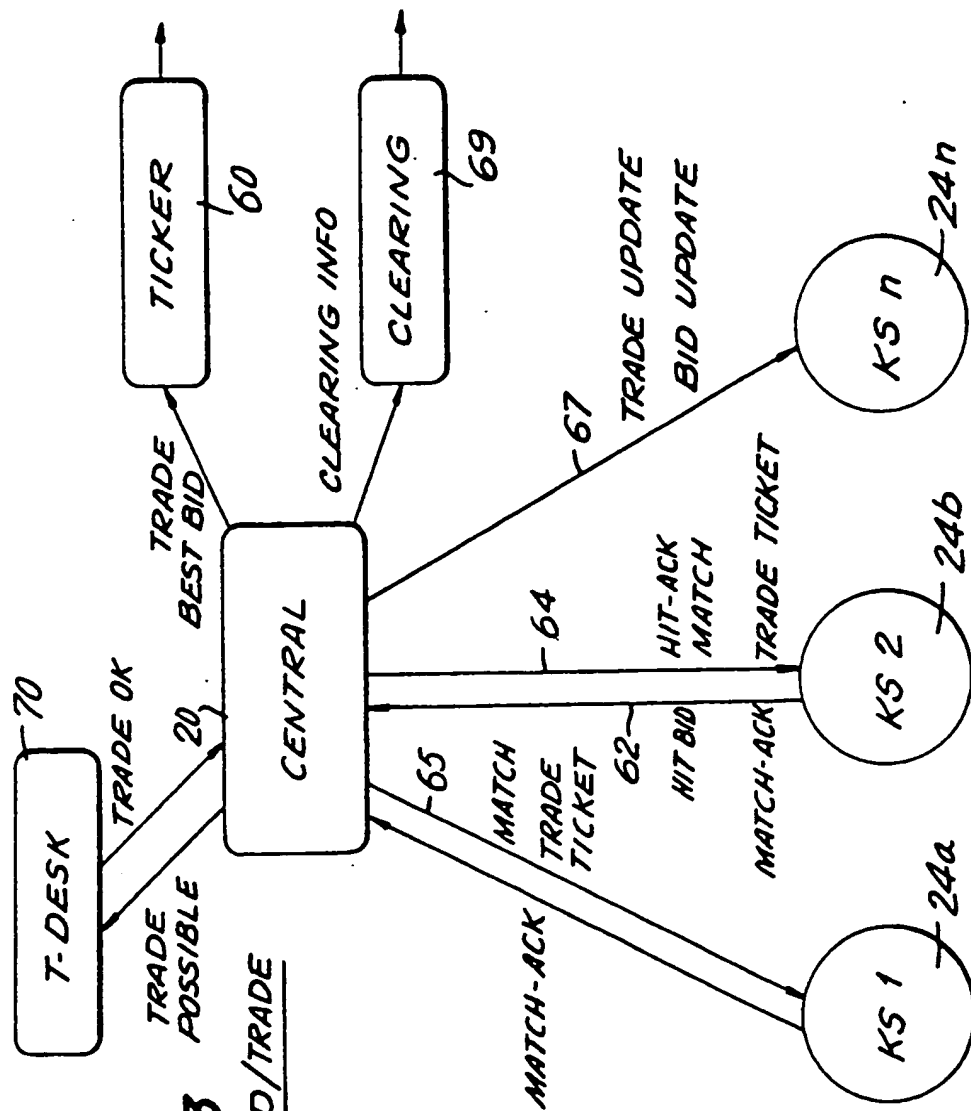 T-DESK
70
TRADE OK
TRADE
POSSIBLE
20
CENTRAL
TRADE
BEST BID
TICKER
60
CLEARING INFO
CLEARING
69
3
D/TRADE
MATCH-ACK
65
MATCH
TRADE
TICKET
62
HIT BID
MATCH-ACK
64
HIT-ACK
MATCH
TRADE TICKET
67
TRADE UPDATE
BID UPDATE
KS 1
24a
KS 2
24b
KS n
24n